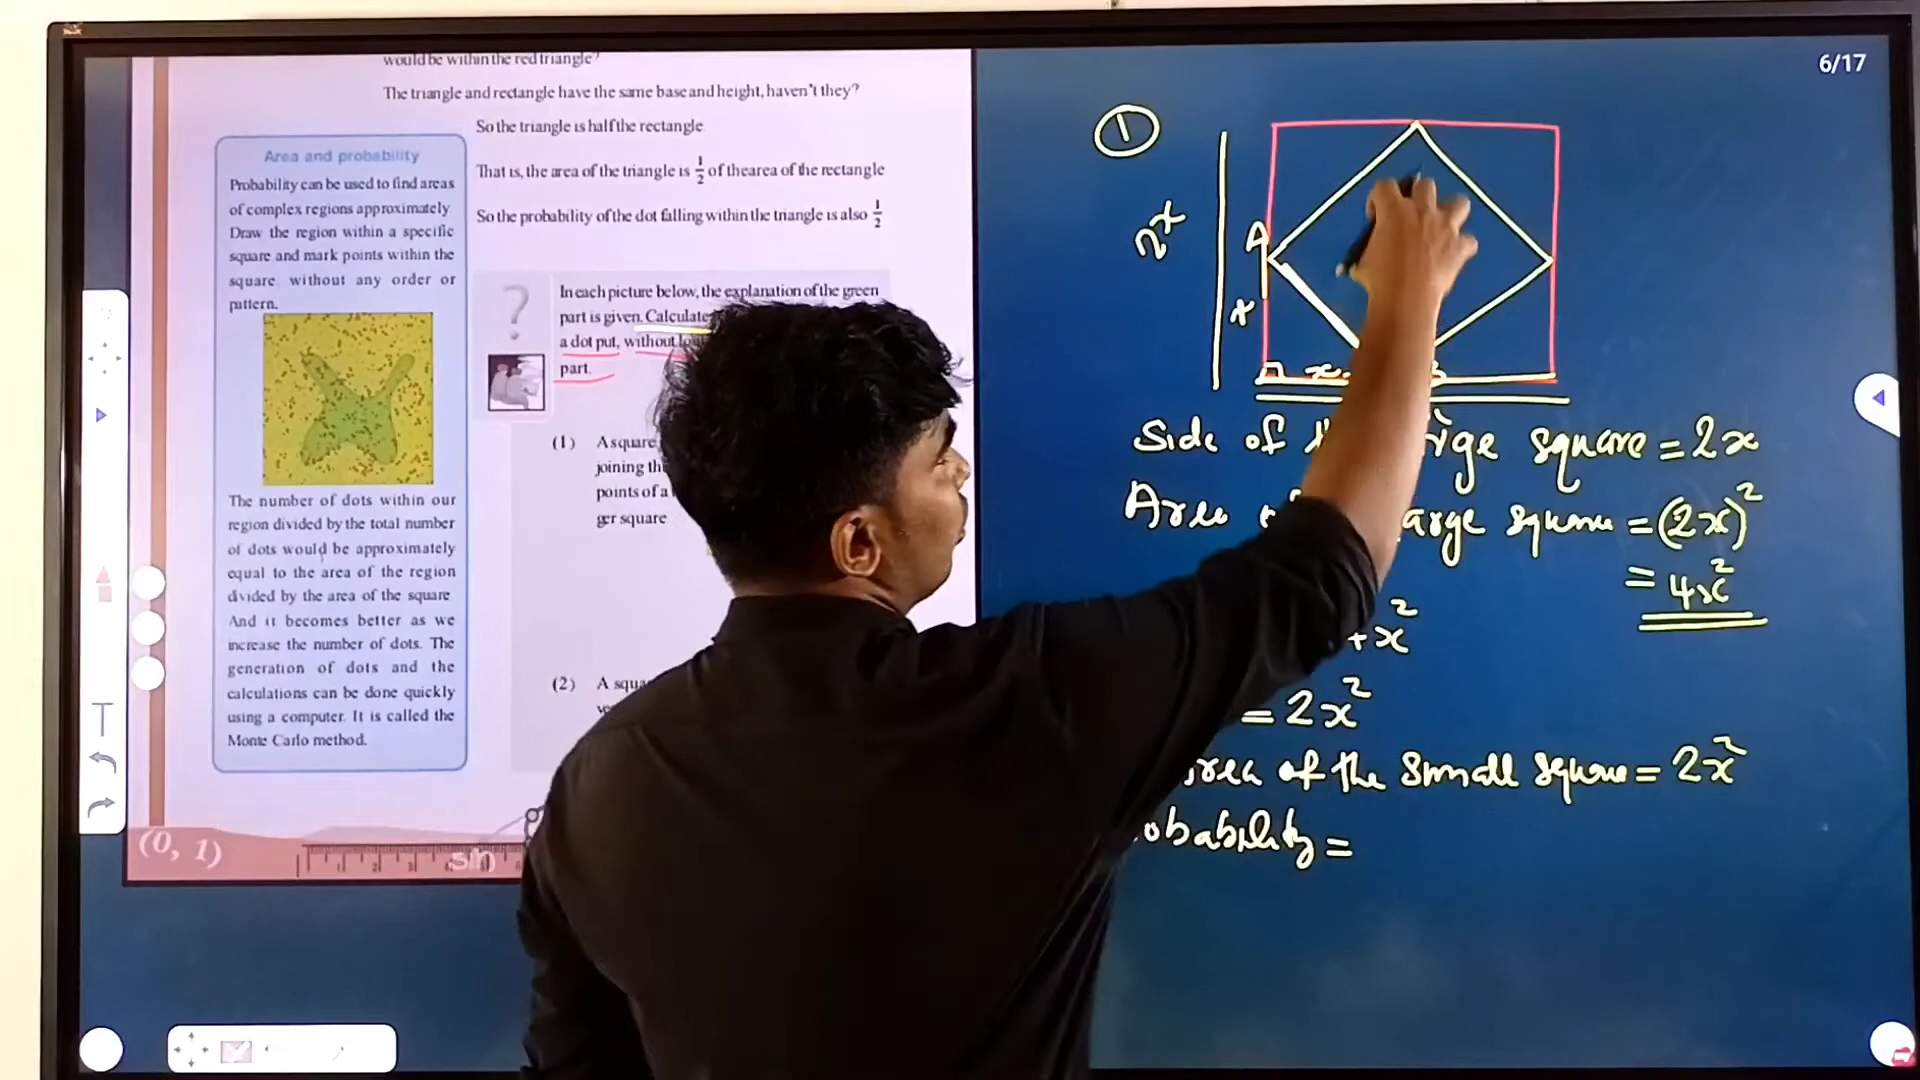 would be within the red triangle?
The triangle and rectangle have the same base and height, haven't they?
So the triangle is half the rectangle
That is, the area of the triangle is 1/2 of thearea of the rectangle
So the probability of the dot falling within the triangle is also 1/2
Area and probability
Probability can be used to find areas
of complex regions approximately
Draw the region within a specific
square and mark points within the
square without any order or
pattern.
The number of dots within our
region divided by the total number
of dots would be approximately
equal to the area of the region
divided by the area of the square
And it becomes better as we
increase the number of dots. The
generation of dots and the
calculations can be done quickly
using a computer. It is called the
Monte Carlo method.
?
In each picture below, the explanation of the green
part is given. Calculate
a dot put, without
part.
(1) A square
joining
points of a
ger square
(2) A
(0, 1)
sin
T
6/17
1
2x
A
x
x
B
Side of square = 2x
Area square = (2x)²
= 4x²
+ x²
= 2x²
of the small square = 2x²
=